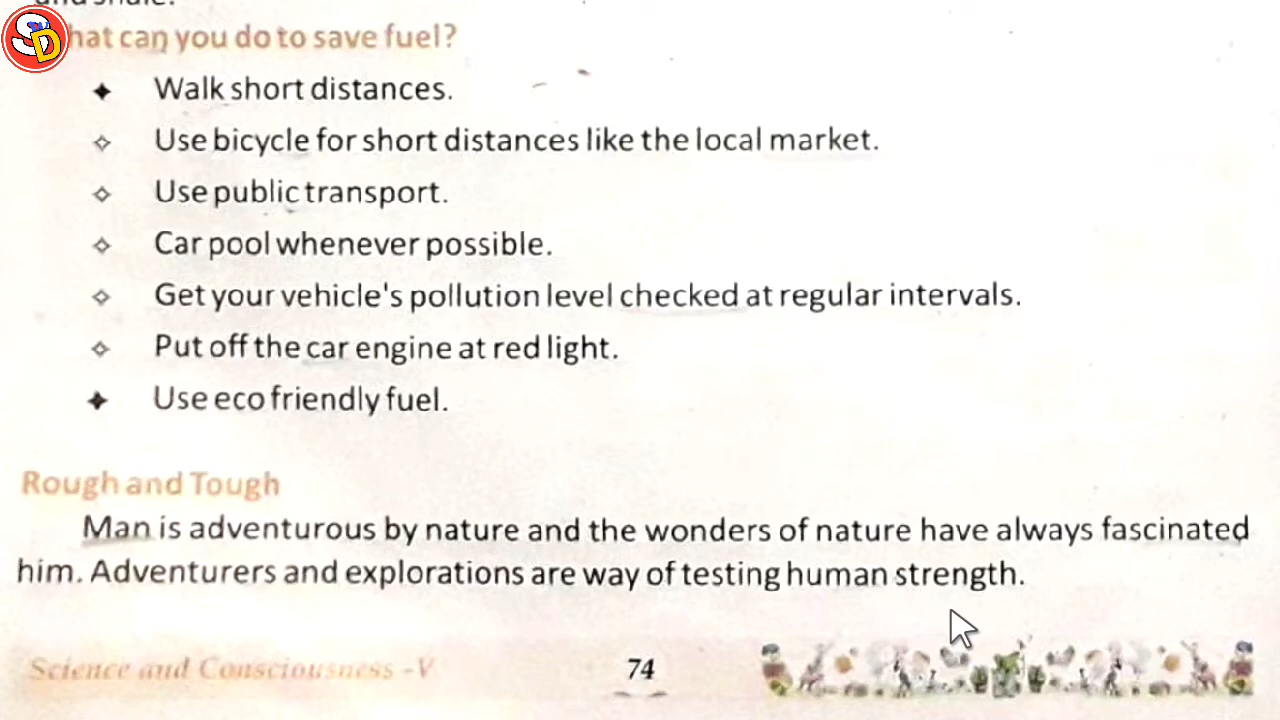 SD
hat can you do to save fuel?
Walk short distances.
Use bicycle for short distances like the local market.
Use public transport.
Car pool whenever possible.
Get your vehicle's pollution level checked at regular intervals.
Put off the car engine at red light.
Use eco friendly fuel.
Rough and Tough
Man is adventurous by nature and the wonders of nature have always fascinated
him. Adventurers and explorations are way of testing human strength.
Science and Consciousness -V
74